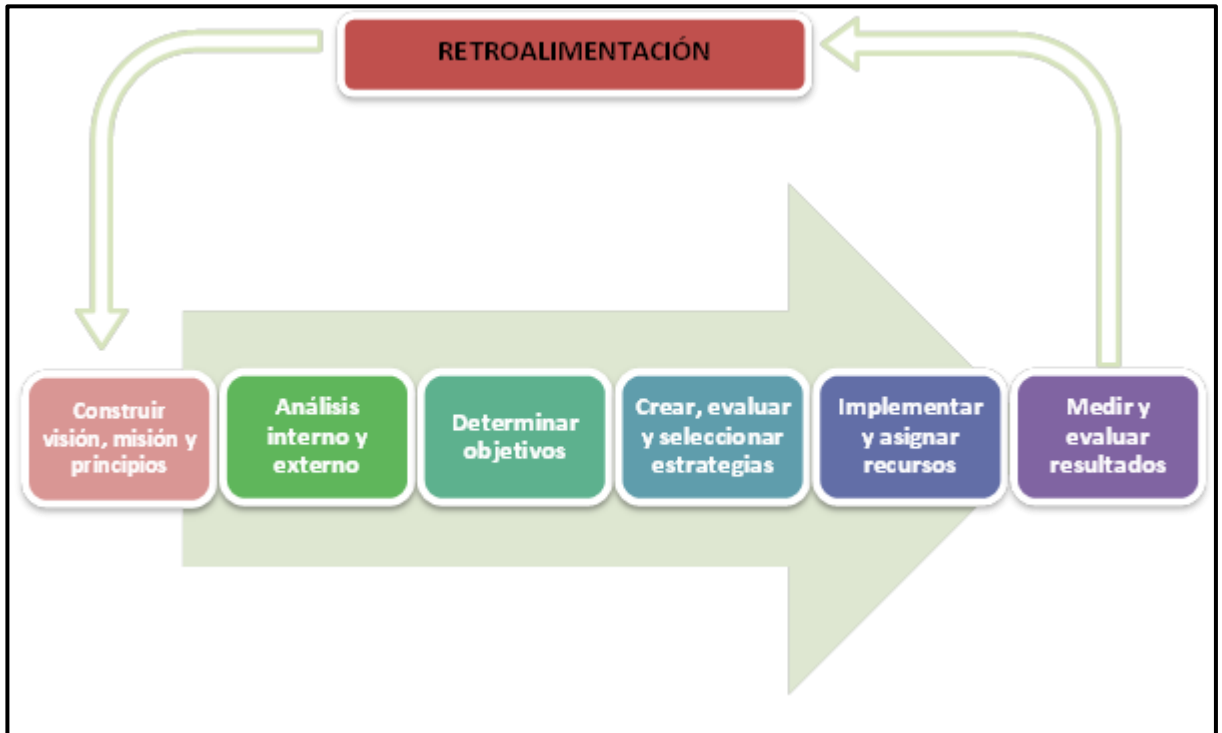 RETROALIMENTACIÓN
Construir
visión, misión y
principios
Análisis
interno y
externo
Determinar
objetivos
Crear, evaluar
y seleccionar
estrategias
Implementar
y asignar
recursos
Medir y
evaluar
resultados